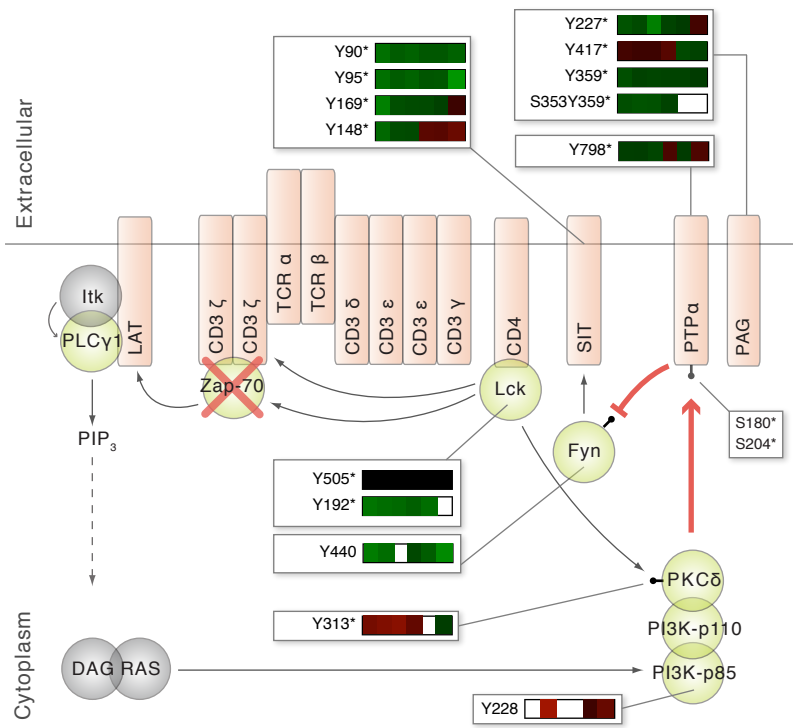 Y90*
Y95*
Y169*
Y148*
Y227*
Y417*
Y359*
S353Y359*
Y798*
Extracellular
Itk
PLCγ1
LAT
CD3 ζ
CD3 ζ
TCR α
TCR β
CD3 δ
CD3 ε
CD3 ε
CD3 γ
CD4
SIT
PTPα
PAG
Zap-70
Lck
Fyn
S180*
S204*
PIP3
Y505*
Y192*
Y440
Y313*
PKCδ
PI3K-p110
PI3K-p85
DAG RAS
Y228
Cytoplasm